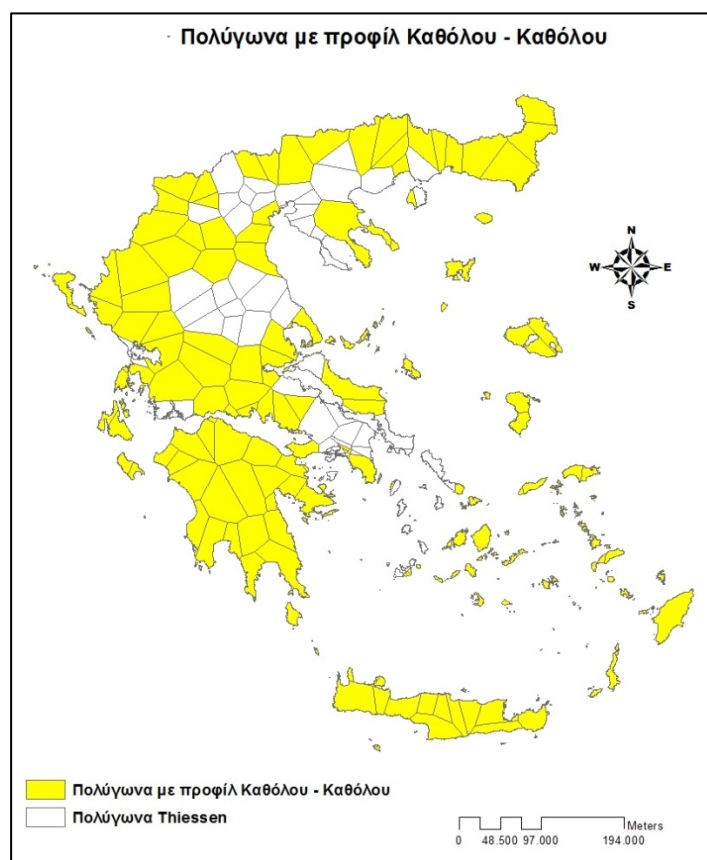 Πολύγωνα με προφίλ Καθόλου - Καθόλου
N
W E
S
Πολύγωνα με προφίλ Καθόλου - Καθόλου
Πολύγωνα Thiessen
Meters
0 48.500 97.000 194.000